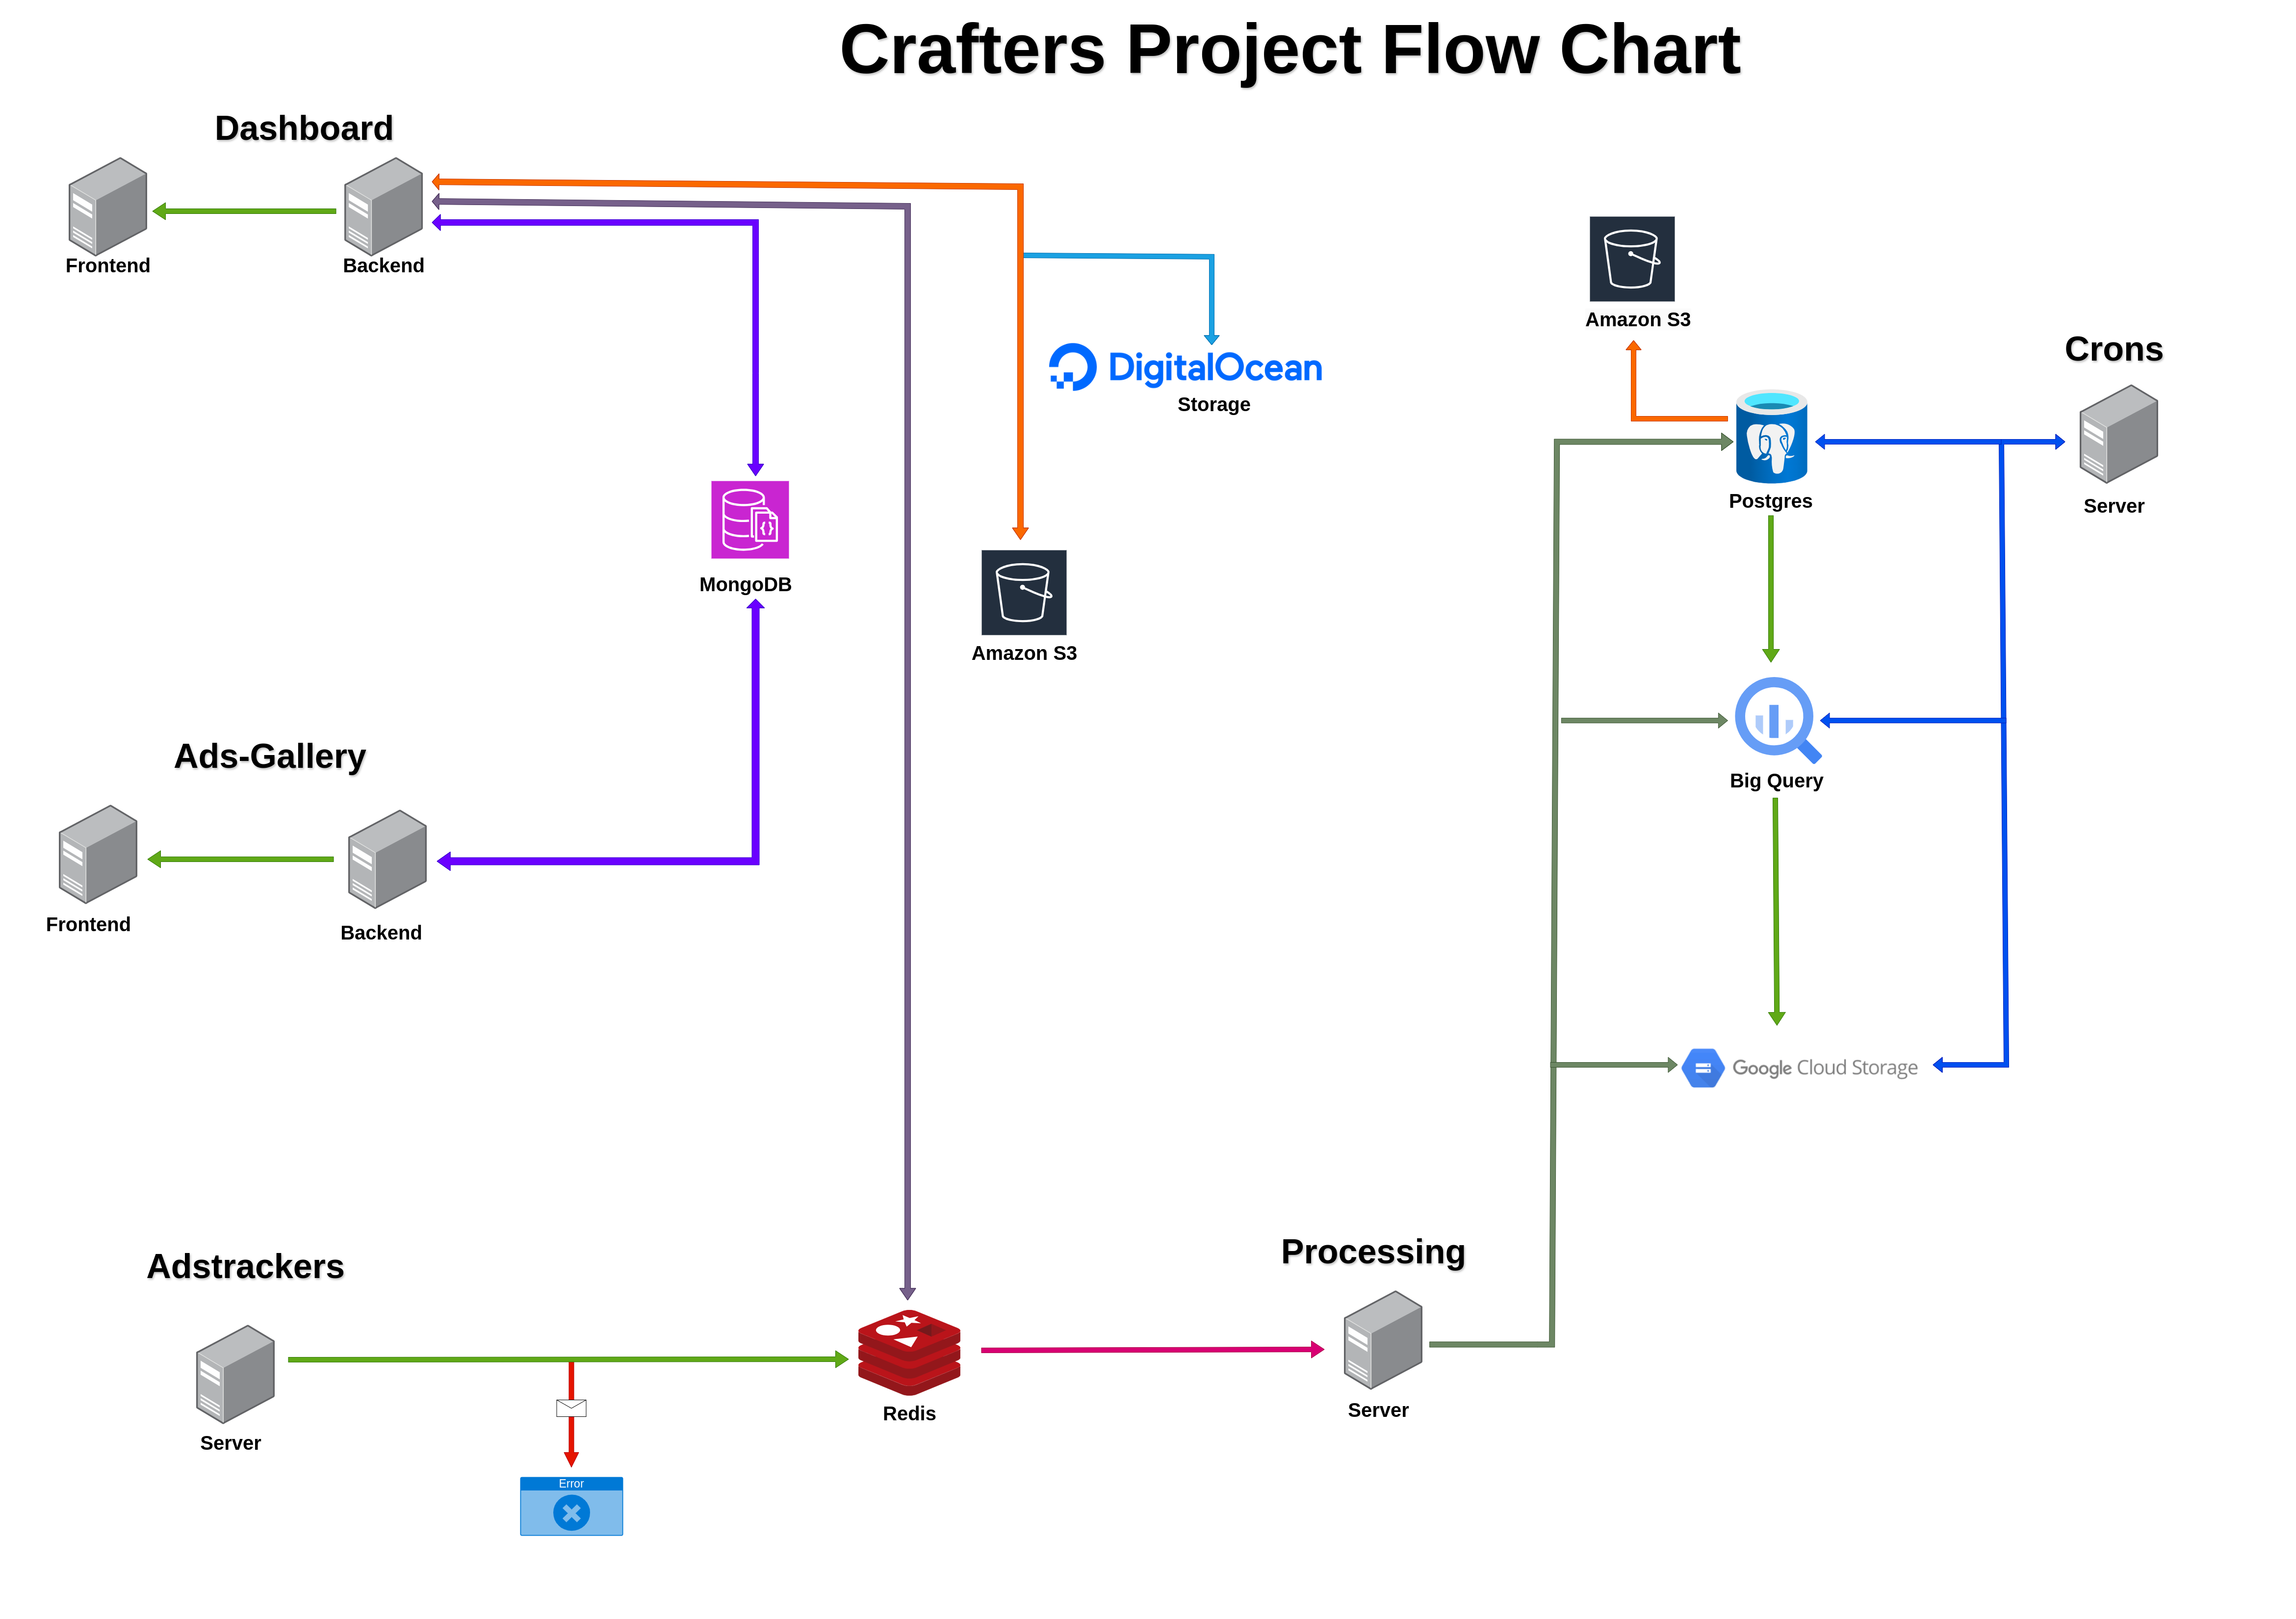 Crafters Project Flow Chart
Dashboard
Frontend
Backend
Amazon S3
Crons
DigitalOcean
Storage
Postgres
Server
MongoDB
Amazon S3
Ads-Gallery
Big Query
Frontend
Backend
Google Cloud Storage
Adstrackers
Processing
Server
Redis
Server
Error
{}